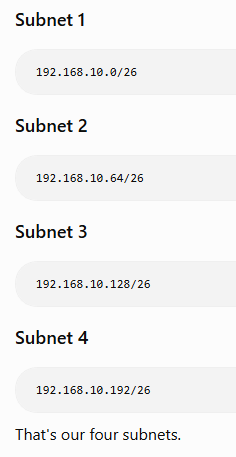 Subnet 1
192.168.10.0/26
Subnet 2
192.168.10.64/26
Subnet 3
192.168.10.128/26
Subnet 4
192.168.10.192/26
That's our four subnets.